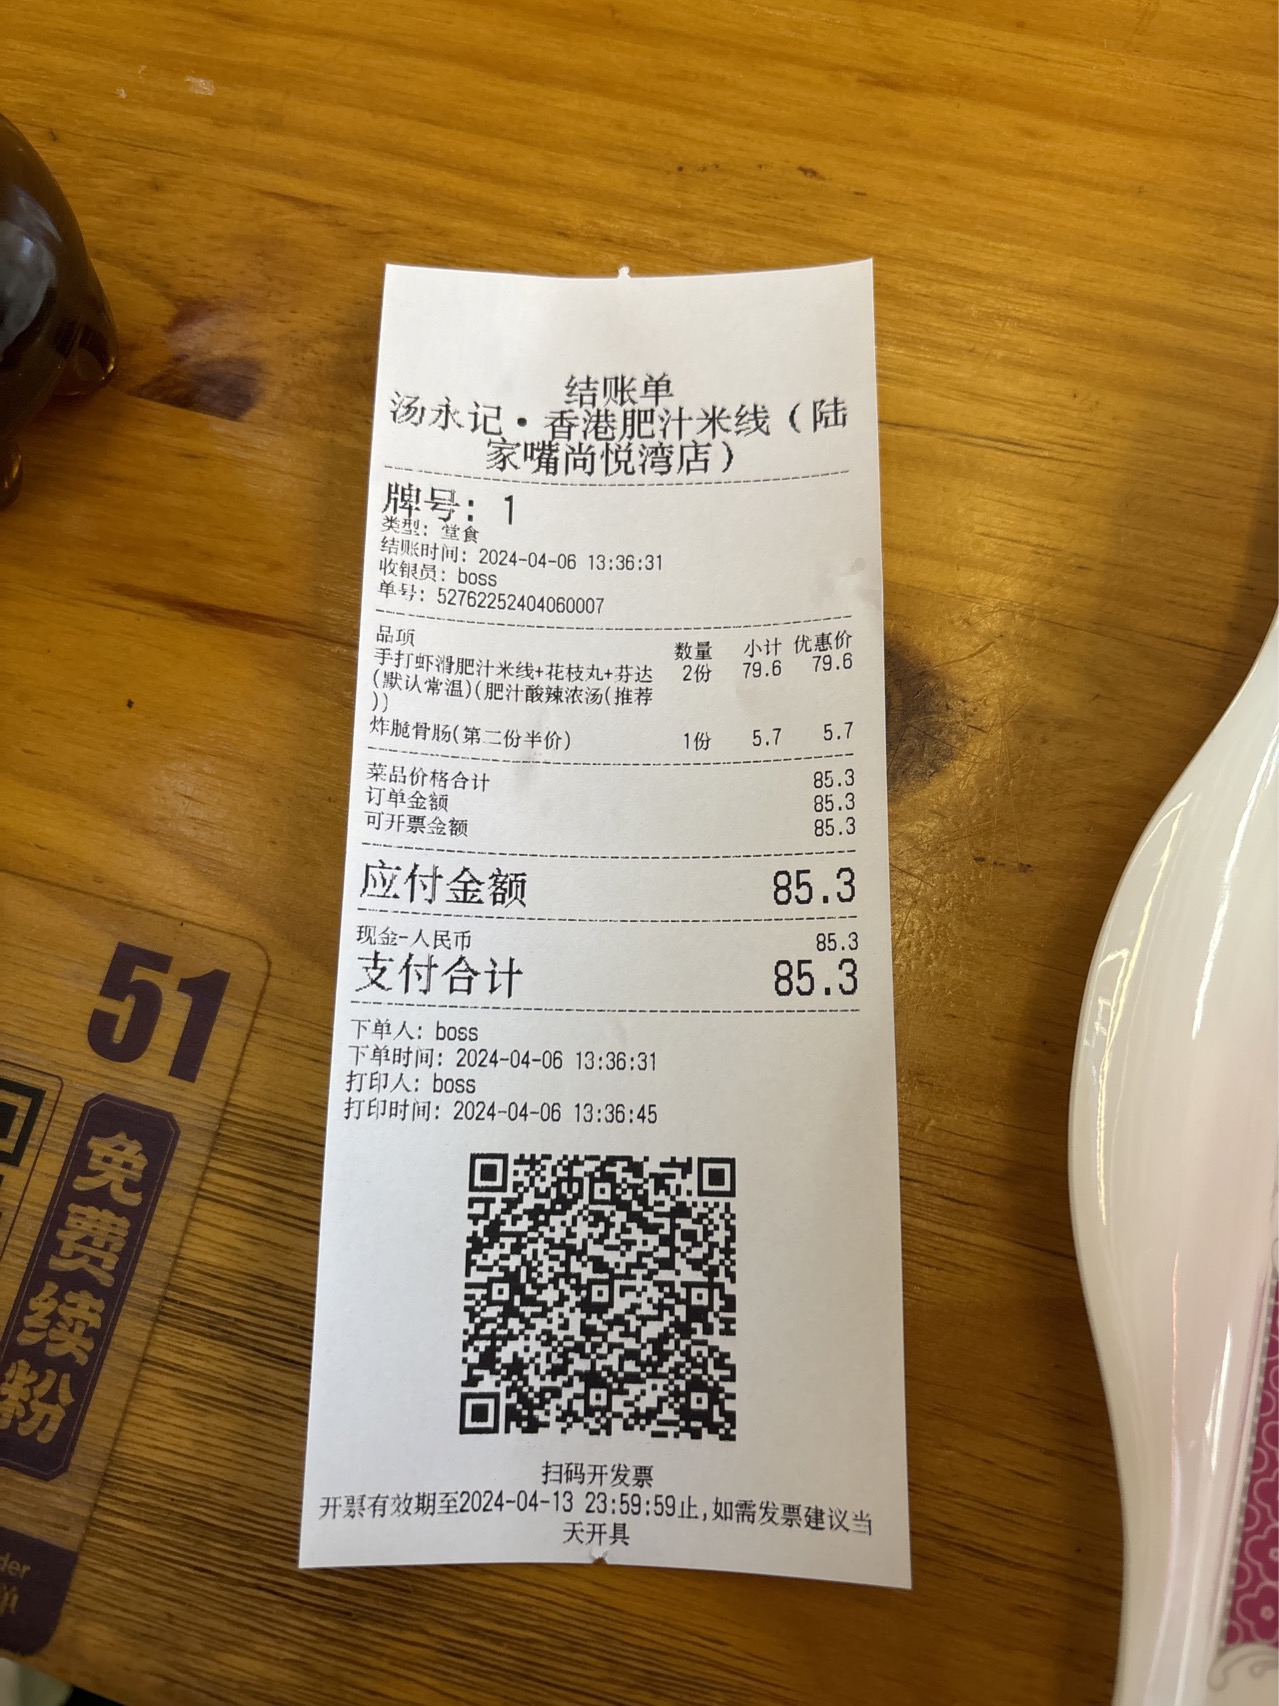 结账单
汤永记·香港肥汁米线（陆
家嘴尚悦湾店）
牌号: 1
类型: 堂食
结账时间: 2024-04-06 13:36:31
收银员: boss
单号: 52762252404060007
品项 数量 小计 优惠价
手打虾滑肥汁米线+花枝丸+芬达 2份 79.6 79.6
(默认常温)(肥汁酸辣浓汤(推荐
))
炸脆骨肠(第二份半价) 1份 5.7 5.7
菜品价格合计 85.3
订单金额 85.3
可开票金额 85.3
应付金额 85.3
现金-人民币 85.3
支付合计 85.3
下单人: boss
下单时间: 2024-04-06 13:36:31
打印人: boss
打印时间: 2024-04-06 13:36:45
扫码开发票
开票有效期至2024-04-13 23:59:59止,如需发票建议当
天开具
51
免费续粉